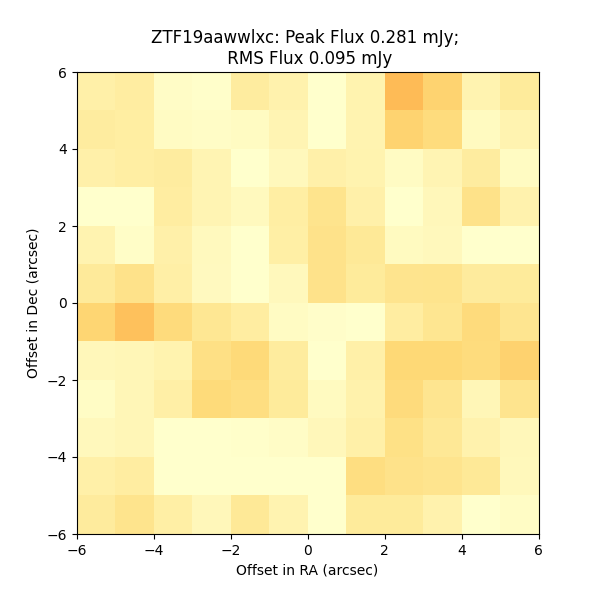 ZTF19aawwlxc: Peak Flux 0.281 mJy;
RMS Flux 0.095 mJy
6
4
2
0
−2
−4
−6
Offset in Dec (arcsec)
−6 −4 −2 0 2 4 6
Offset in RA (arcsec)